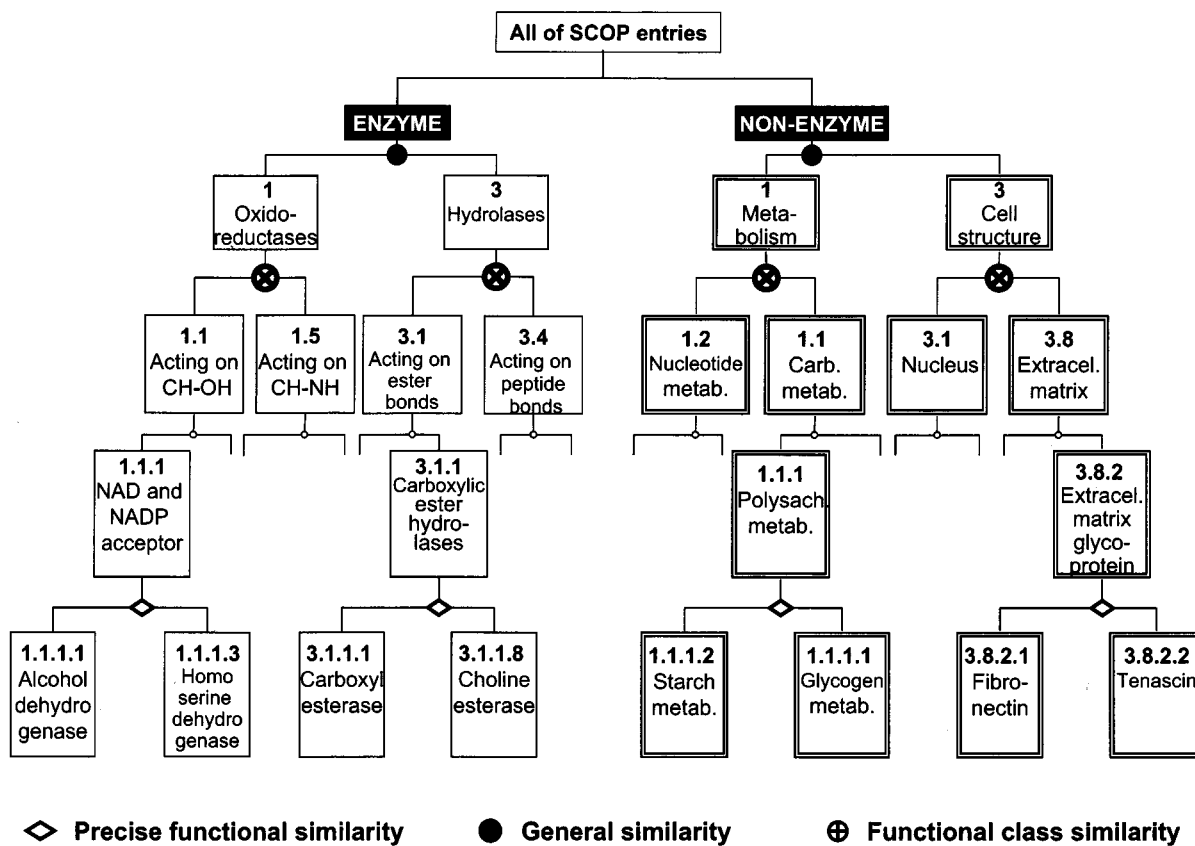 All of SCOP entries
ENZYME
NON-ENZYME
1
Oxido-
reductases
3
Hydrolases
1
Meta-
bolism
3
Cell
structure
1.1
Acting on
CH-OH
1.5
Acting on
CH-NH
3.1
Acting on
ester
bonds
3.4
Acting on
peptide
bonds
1.2
Nucleotide
metab.
1.1
Carb.
metab.
3.1
Nucleus
3.8
Extracel.
matrix
1.1.1
NAD and
NADP
acceptor
3.1.1
Carboxylic
ester
hydro-
lases
1.1.1
Polysach.
metab.
3.8.2
Extracel.
matrix
glyco-
protein
1.1.1.1
Alcohol
dehydro
genase
1.1.1.3
Homo
serine
dehydro
genase
3.1.1.1
Carboxyl
esterase
3.1.1.8
Choline
esterase
1.1.1.2
Starch
metab.
1.1.1.1
Glycogen
metab.
3.8.2.1
Fibro-
nectin
3.8.2.2
Tenascin
Precise functional similarity
General similarity
Functional class similarity